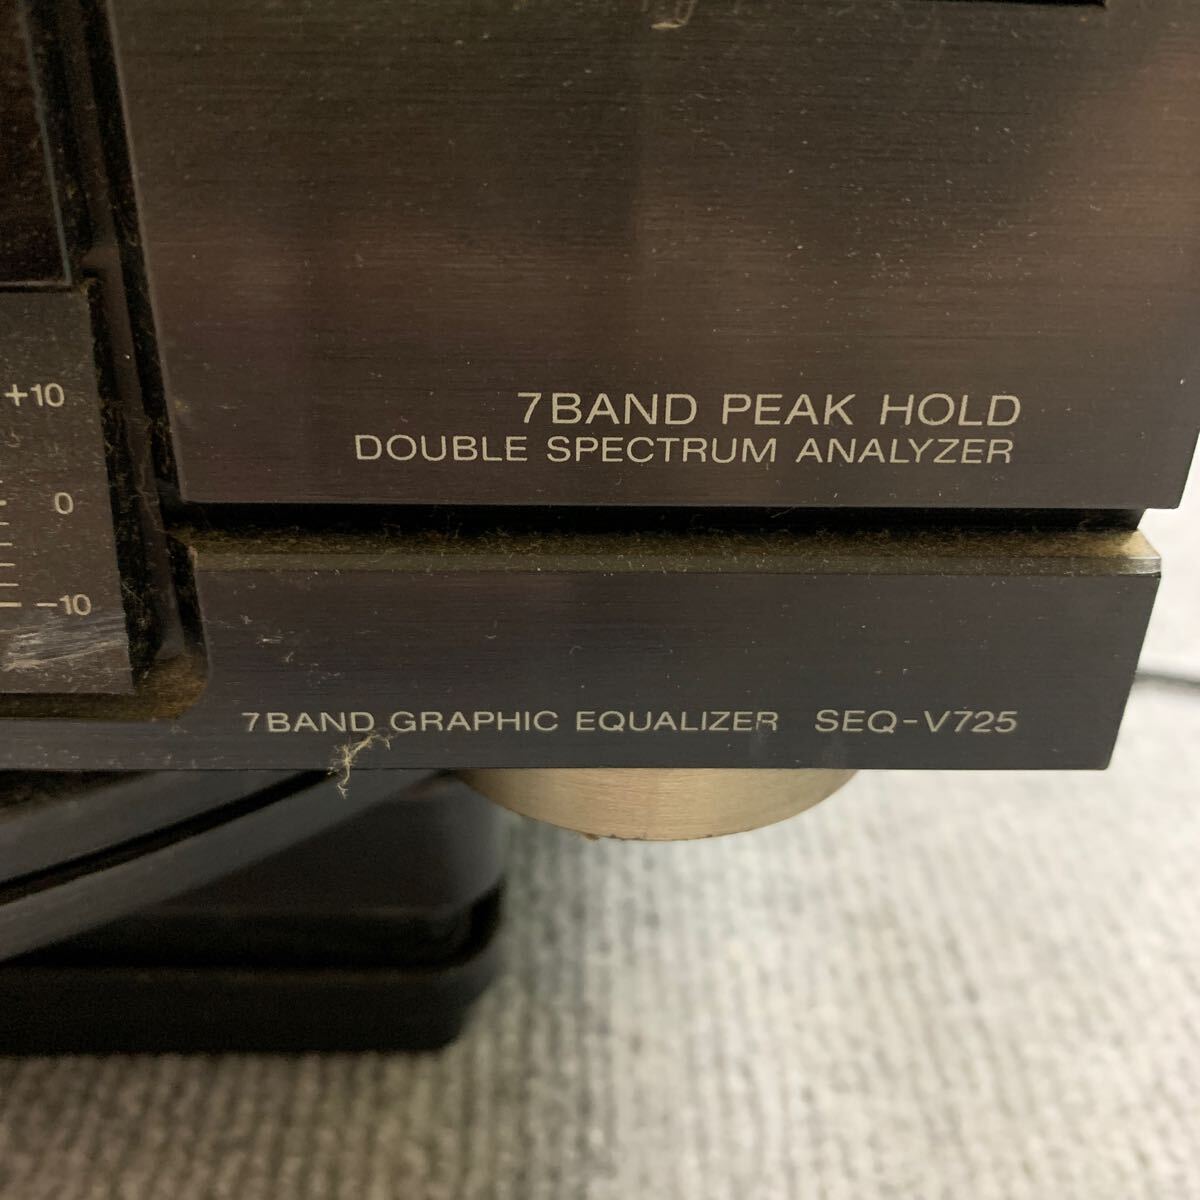 +10
0
-10
7BAND PEAK HOLD
DOUBLE SPECTRUM ANALYZER
7BAND GRAPHIC EQUALIZER SEQ-V725